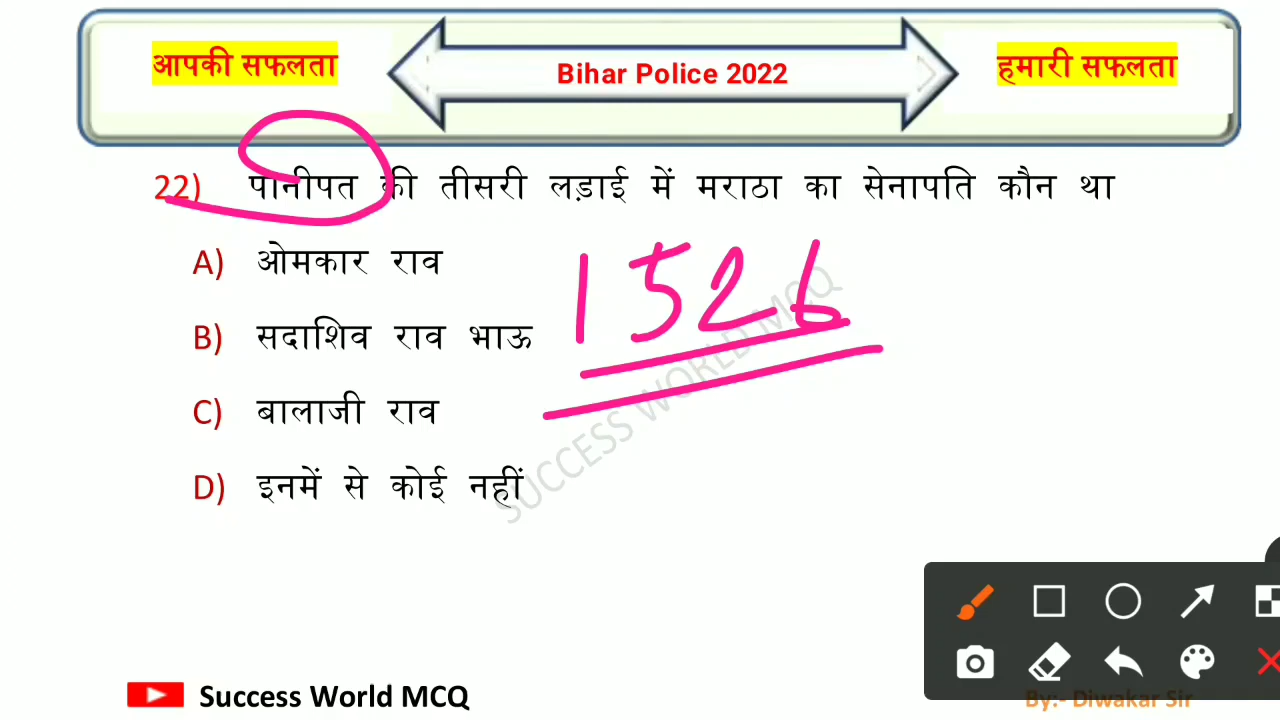 आपकी सफलता
Bihar Police 2022
हमारी सफलता
22) पानीपत की तीसरी लड़ाई में मराठा का सेनापति कौन था
A) ओमकार राव
1526
B) सदाशिव राव भाऊ
C) बालाजी राव
D) इनमें से कोई नहीं
SUCCESS WORLD MCQ
Success World MCQ
By:- Diwakar Sir